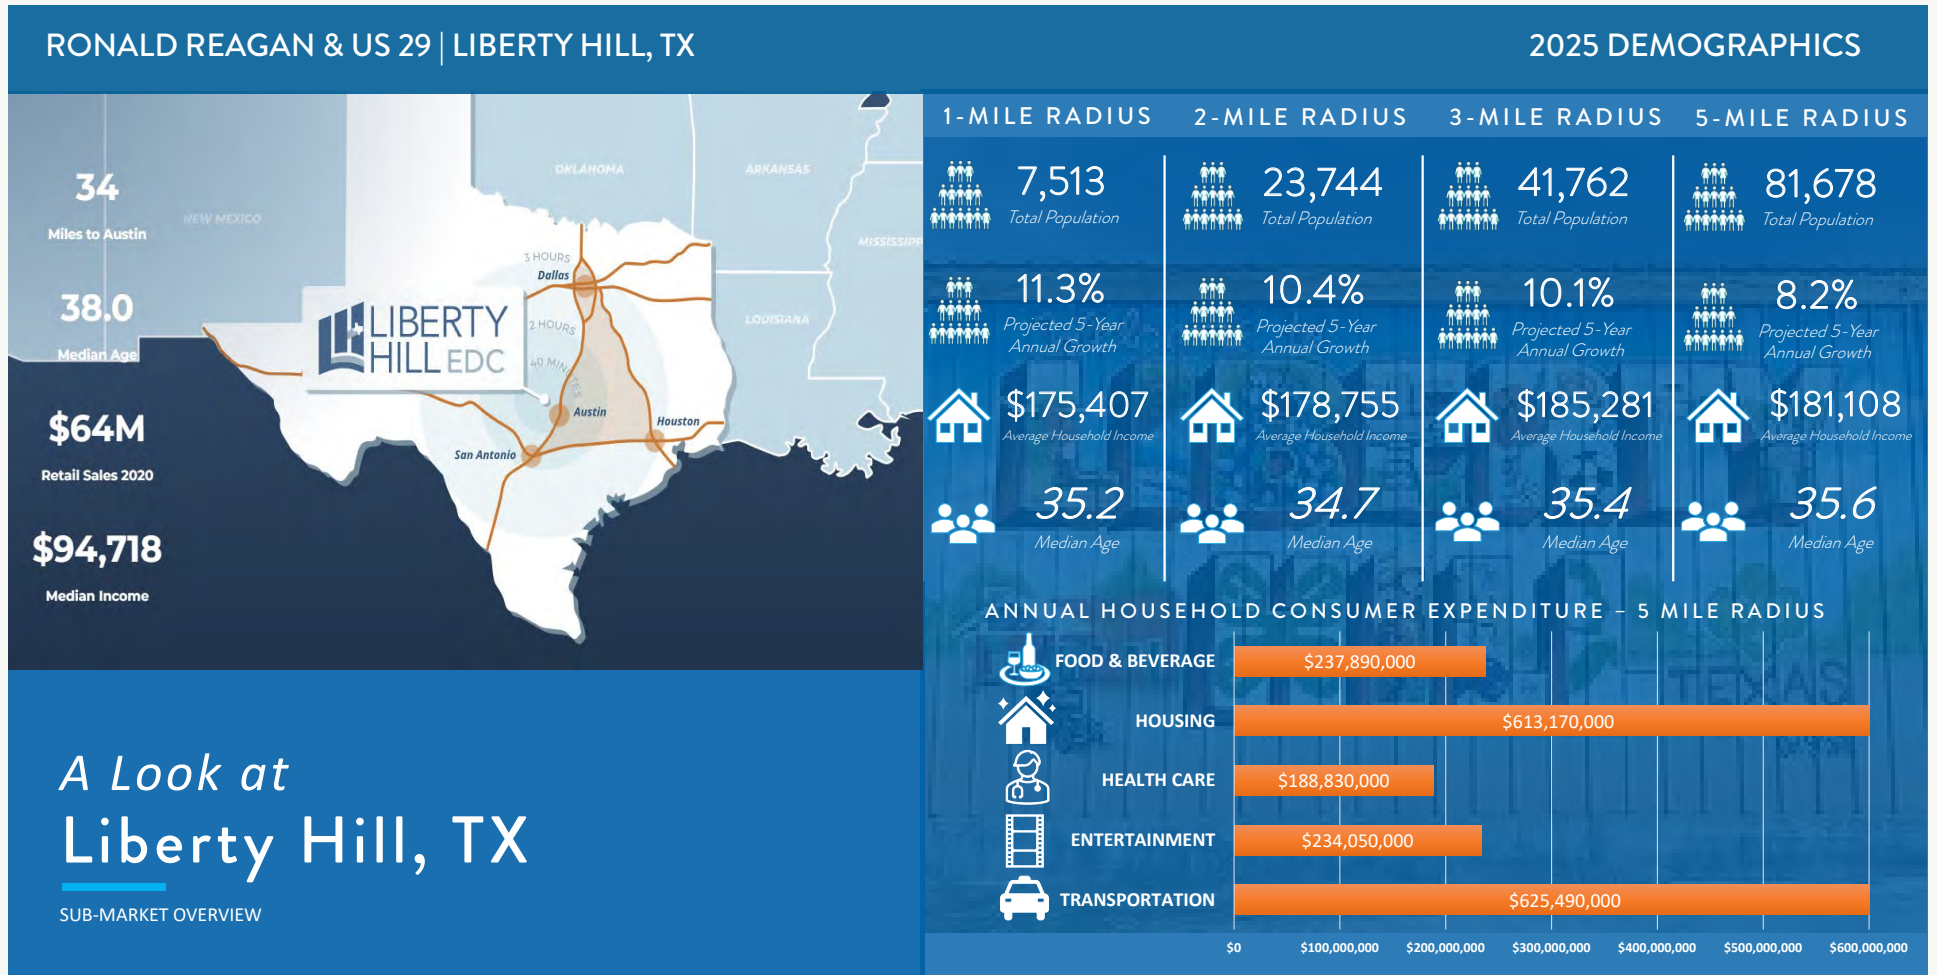 RONALD REAGAN & US 29 | LIBERTY HILL, TX
2025 DEMOGRAPHICS
34
Miles to Austin
38.0
Median Age
$64M
Retail Sales 2020
$94,718
Median Income
NEW MEXICO
OKLAHOMA
ARKANSAS
MISSISSIPP
LOUISIANA
3 HOURS
Dallas
2 HOURS
40 MINUTES
LIBERTY
HILL EDC
Austin
Houston
San Antonio
A Look at
Liberty Hill, TX
SUB-MARKET OVERVIEW
1-MILE RADIUS
2-MILE RADIUS
3-MILE RADIUS
5-MILE RADIUS
7,513
Total Population
23,744
Total Population
41,762
Total Population
81,678
Total Population
11.3%
Projected 5-Year
Annual Growth
10.4%
Projected 5-Year
Annual Growth
10.1%
Projected 5-Year
Annual Growth
8.2%
Projected 5-Year
Annual Growth
$175,407
Average Household Income
$178,755
Average Household Income
$185,281
Average Household Income
$181,108
Average Household Income
35.2
Median Age
34.7
Median Age
35.4
Median Age
35.6
Median Age
ANNUAL HOUSEHOLD CONSUMER EXPENDITURE – 5 MILE RADIUS
FOOD & BEVERAGE
$237,890,000
HOUSING
$613,170,000
HEALTH CARE
$188,830,000
ENTERTAINMENT
$234,050,000
TRANSPORTATION
$625,490,000
$0
$100,000,000
$200,000,000
$300,000,000
$400,000,000
$500,000,000
$600,000,000
TEXAS